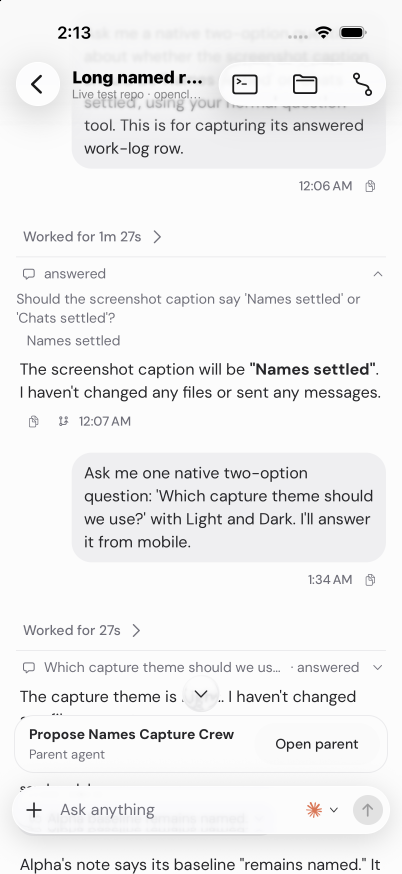 2:13
Long named r...
Live test repo · opencl...
settled', using your normal question
tool. This is for capturing its answered
work-log row.
12:06 AM
Worked for 1m 27s
answered
Should the screenshot caption say 'Names settled' or
'Chats settled'?
Names settled
The screenshot caption will be "Names settled".
I haven't changed any files or sent any messages.
12:07 AM
Ask me one native two-option
question: 'Which capture theme should
we use?' with Light and Dark. I'll answer
it from mobile.
1:34 AM
Worked for 27s
Which capture theme should we us... · answered
The capture theme is I haven't changed
Propose Names Capture Crew
Parent agent
Open parent
Ask anything
Alpha's note says its baseline "remains named." It